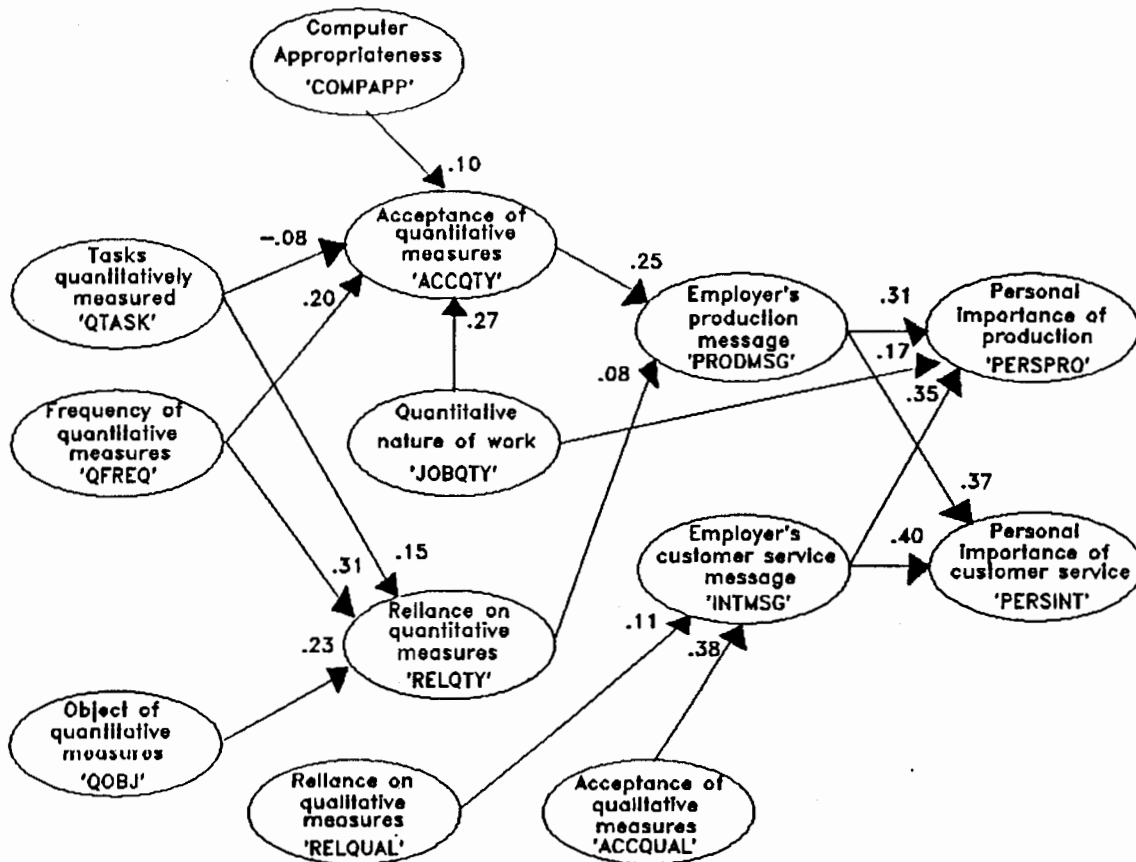 Computer
Appropriateness
'COMPAPP'
.10
Acceptance of
quantitative
measures
'ACCQTY'
-.08
Tasks
quantitatively
measured
'QTASK'
.20
.25
.27
Employer's
production
message
'PRODMSG'
.31
Personal
importance of
production
'PERSPRO'
.17
.08
.35
Frequency of
quantitative
measures
'QFREQ'
Quantitative
nature of work
'JOBQTY'
.37
.31
.15
Employer's
customer service
message
'INTMSG'
.40
Personal
importance of
customer service
'PERSINT'
.23
Reliance on
quantitative
measures
'RELQTY'
.11
.38
Object of
quantitative
measures
'QOBJ'
Reliance on
qualitative
measures
'RELQUAL'
Acceptance of
qualitative
measures
'ACCQUAL'